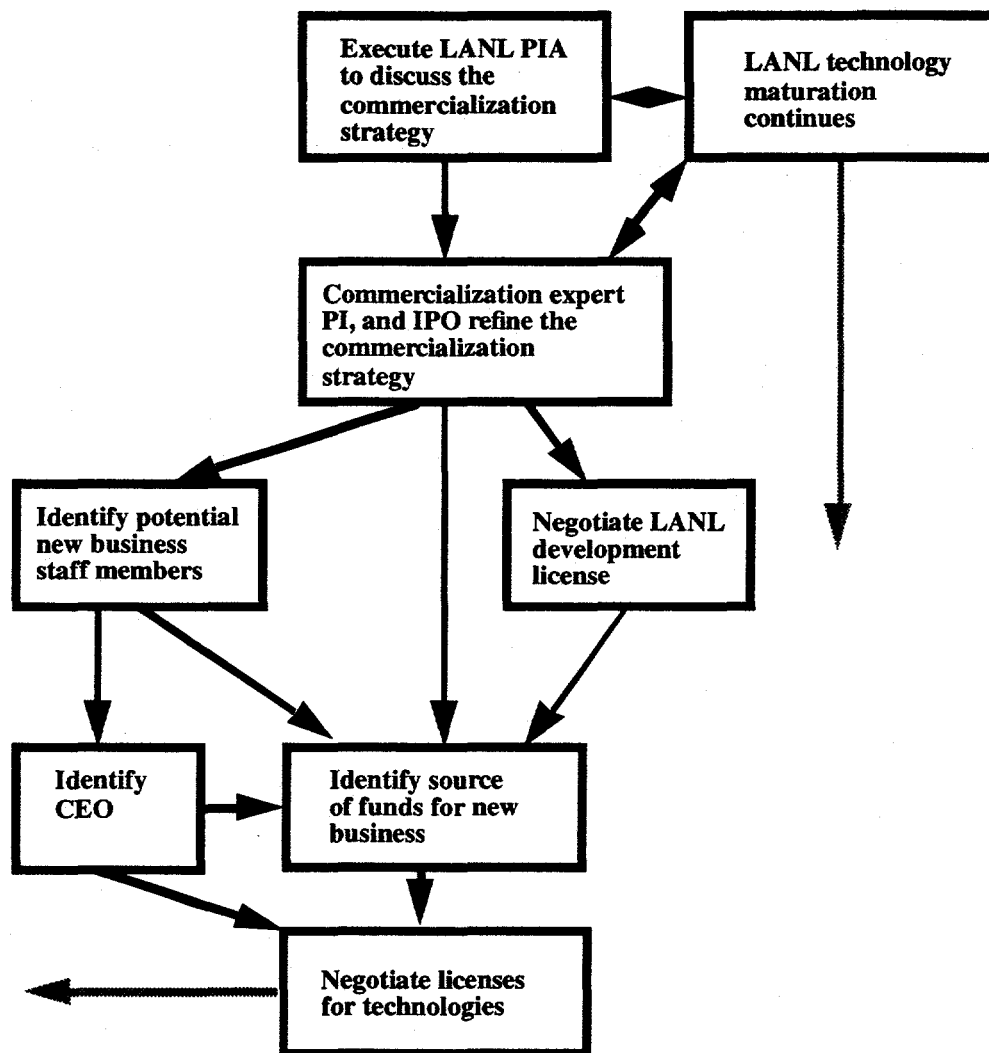 Execute LANL PIA
to discuss the
commercialization
strategy
LANL technology
maturation
continues
Commercialization expert
PI, and IPO refine the
commercialization
strategy
Identify potential
new business
staff members
Negotiate LANL
development
license
Identify
CEO
Identify source
of funds for new
business
Negotiate licenses
for technologies